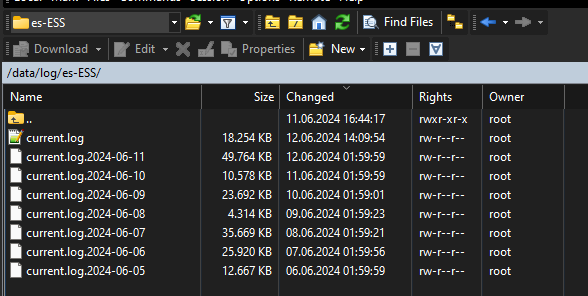 es-ESS
Find Files
Download Edit Properties New
/data/log/es-ESS/
Name Size Changed Rights Owner
.. 11.06.2024 16:44:17 rwxr-xr-x root
current.log 18.254 KB 12.06.2024 14:09:54 rw-r--r-- root
current.log.2024-06-11 49.764 KB 12.06.2024 01:59:59 rw-r--r-- root
current.log.2024-06-10 10.578 KB 11.06.2024 01:59:59 rw-r--r-- root
current.log.2024-06-09 23.692 KB 10.06.2024 01:59:01 rw-r--r-- root
current.log.2024-06-08 4.314 KB 09.06.2024 01:59:23 rw-r--r-- root
current.log.2024-06-07 35.669 KB 08.06.2024 01:59:21 rw-r--r-- root
current.log.2024-06-06 25.920 KB 07.06.2024 01:59:56 rw-r--r-- root
current.log.2024-06-05 12.667 KB 06.06.2024 01:59:59 rw-r--r-- root